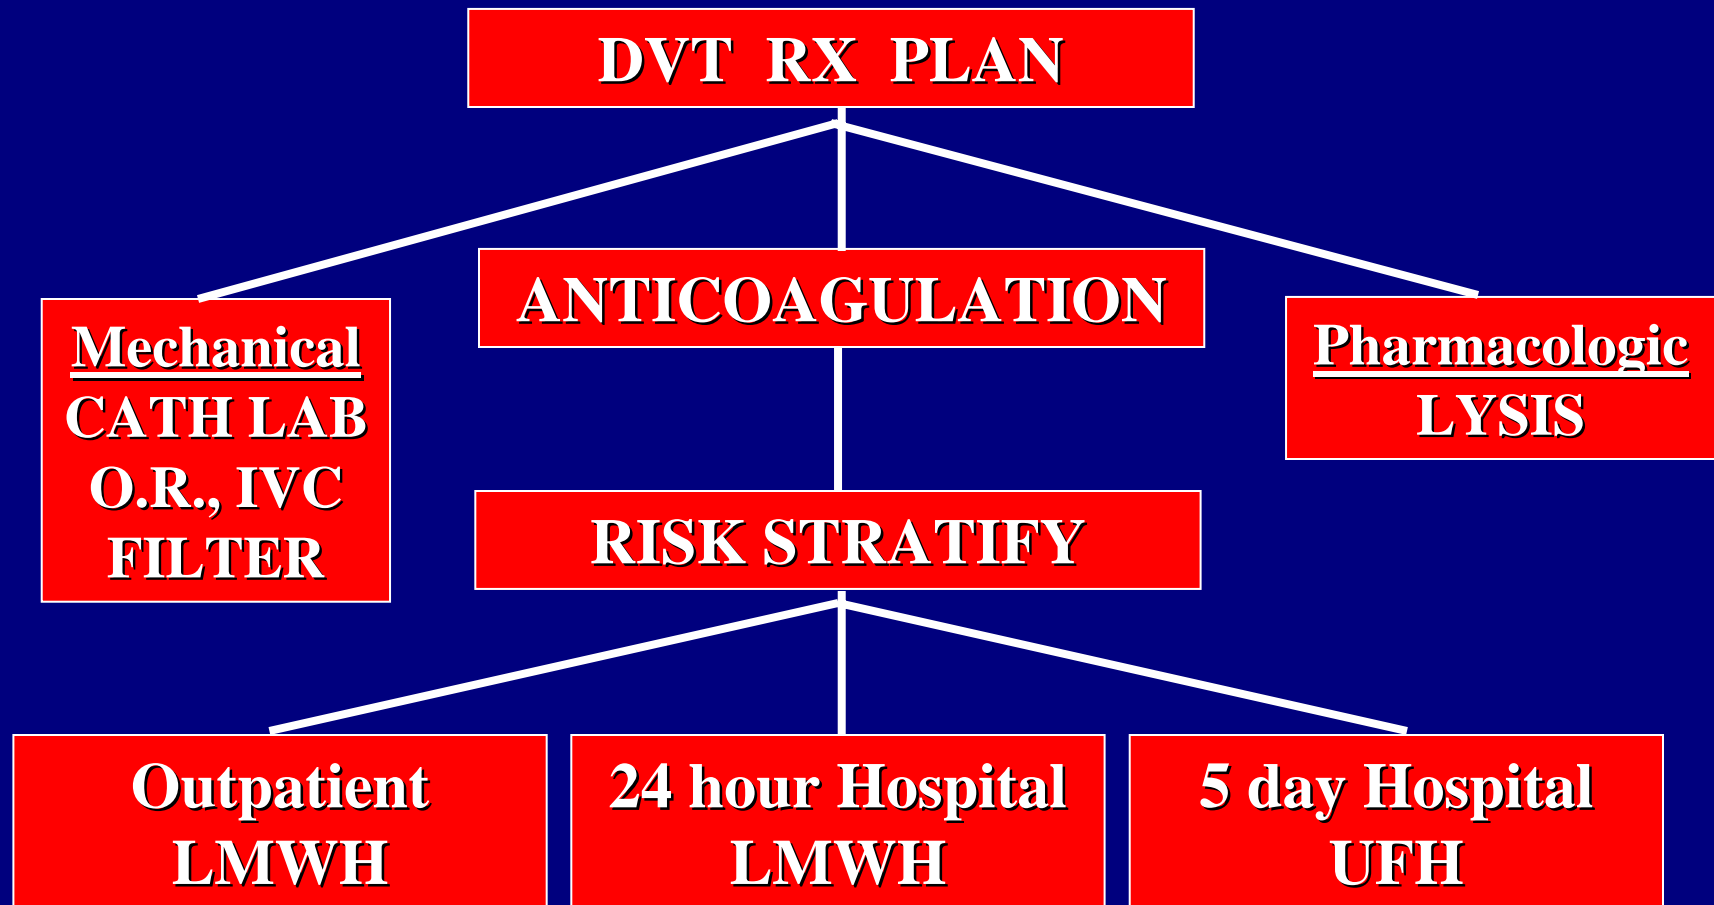 DVT RX PLAN
ANTICOAGULATION
Mechanical
CATH LAB
O.R., IVC
FILTER
Pharmacologic
LYSIS
RISK STRATIFY
Outpatient
LMWH
24 hour Hospital
LMWH
5 day Hospital
UFH